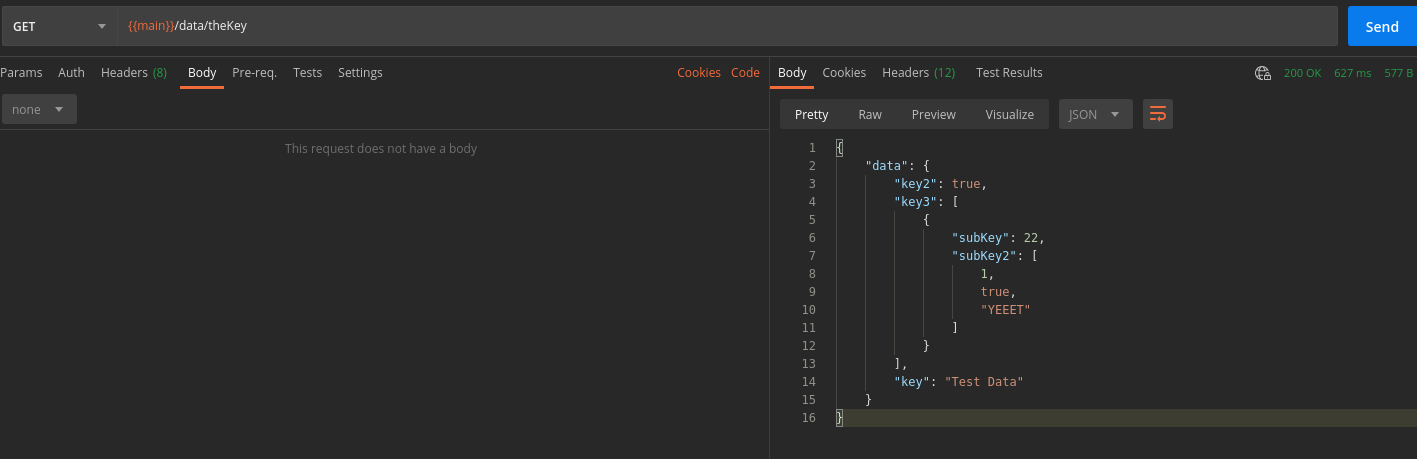 GET {{main}}/data/theKey Send
Params Auth Headers (8) Body Pre-req. Tests Settings Cookies Code
none
This request does not have a body
Body Cookies Headers (12) Test Results 200 OK 627 ms 577 B
Pretty Raw Preview Visualize JSON
1 {
2 "data": {
3 "key2": true,
4 "key3": [
5 {
6 "subKey": 22,
7 "subKey2": [
8 1,
9 true,
10 "YEEET"
11 ]
12 }
13 ],
14 "key": "Test Data"
15 }
16 }